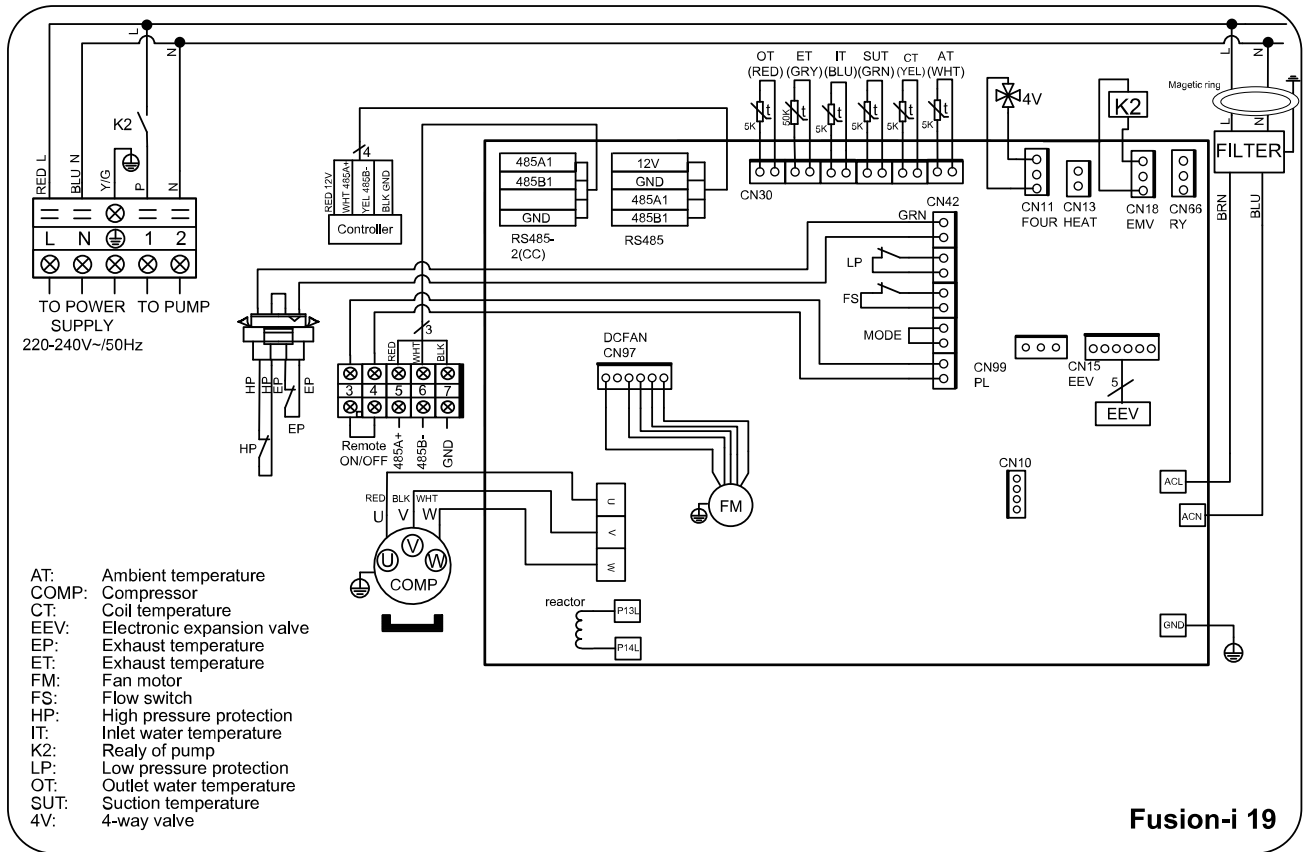 L
N
K2
RED L
BLU N
Y/G
P
N
L N 1 2
TO POWER
SUPPLY
220-240V~/50Hz
TO PUMP
4
RED 12V
WHT 485A+
YEL 485B-
BLK GND
Controller
485A1
485B1
GND
RS485-
2(CC)
12V
GND
485A1
485B1
RS485
OT
(RED)
ET
(GRY)
IT
(BLU)
SUT
(GRN)
CT
(YEL)
AT
(WHT)
t t t t t t
5K 50K 5K 5K 5K 5K
CN30
4V
K2
CN11
FOUR
CN13
HEAT
CN18
EMV
CN66
RY
L
N
Magetic ring
L
N
FILTER
BRN
BLU
CN42
GRN
LP
FS
MODE
CN99
PL
CN15
EEV
5
EEV
CN10
ACL
ACN
GND
HP
HP
EP
EP
HP
EP
3
RED
WHT
BLK
3 4 5 6 7
Remote
ON/OFF
485A+
485B-
GND
DCFAN
CN97
FM
RED BLK WHT
U V W
U
V
W
COMP
U
V
W
reactor
P13L
P14L
AT: Ambient temperature
COMP: Compressor
CT: Coil temperature
EEV: Electronic expansion valve
EP: Exhaust temperature
ET: Exhaust temperature
FM: Fan motor
FS: Flow switch
HP: High pressure protection
IT: Inlet water temperature
K2: Realy of pump
LP: Low pressure protection
OT: Outlet water temperature
SUT: Suction temperature
4V: 4-way valve
Fusion-i 19